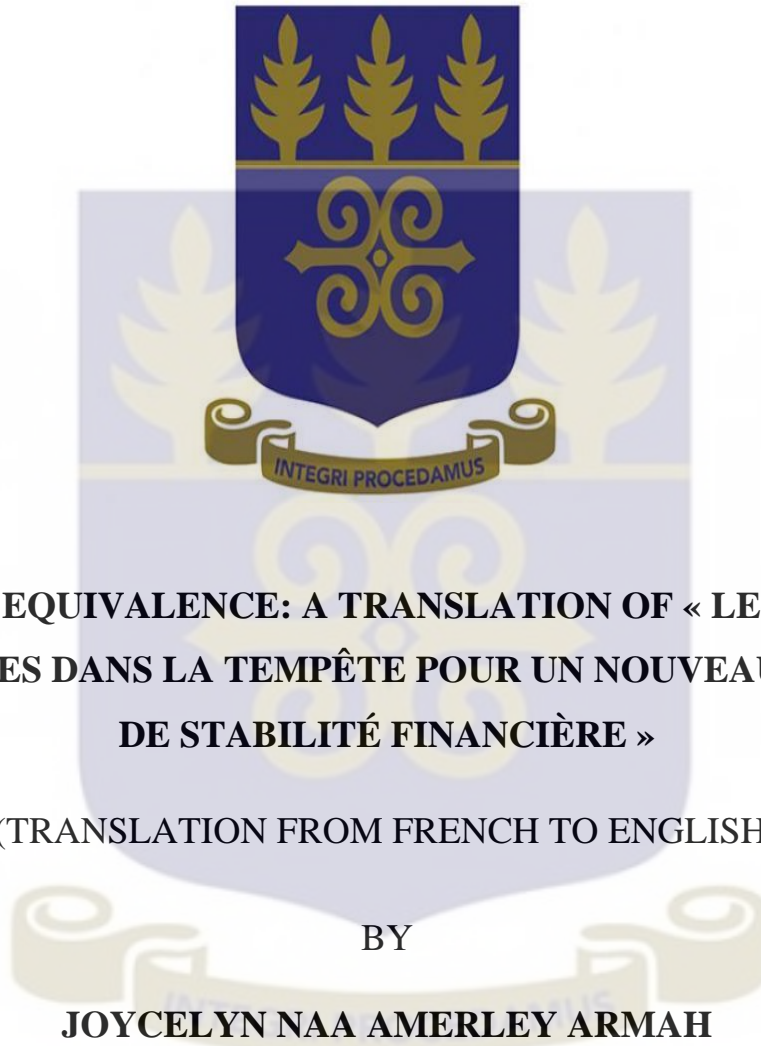 INTEGRI PROCEDAMUS
EQUIVALENCE: A TRANSLATION OF « LE
ES DANS LA TEMPÊTE POUR UN NOUVEAU
DE STABILITÉ FINANCIÈRE »
(TRANSLATION FROM FRENCH TO ENGLISH
BY
JOYCELYN NAA AMERLEY ARMAH